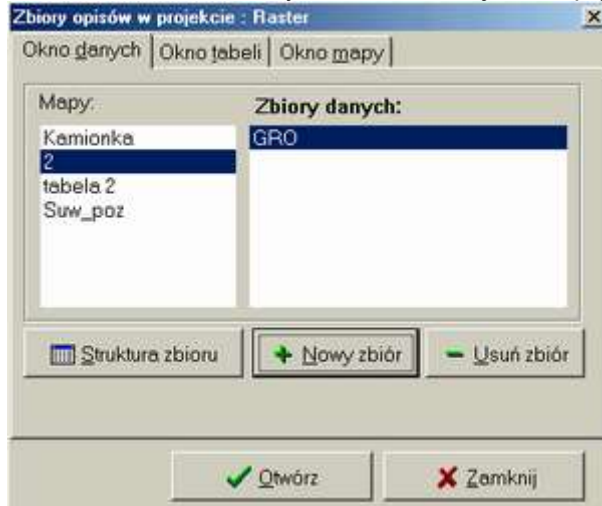 Zbiory opisów w projekcie : Raster
Okno danych
Okno tabeli
Okno mapy
Mapy:
Zbiory danych:
Kamionka
GRO
2
tabela 2
Suw_poz
Struktura zbioru
Nowy zbiór
Usuń zbiór
Otwórz
Zamknij